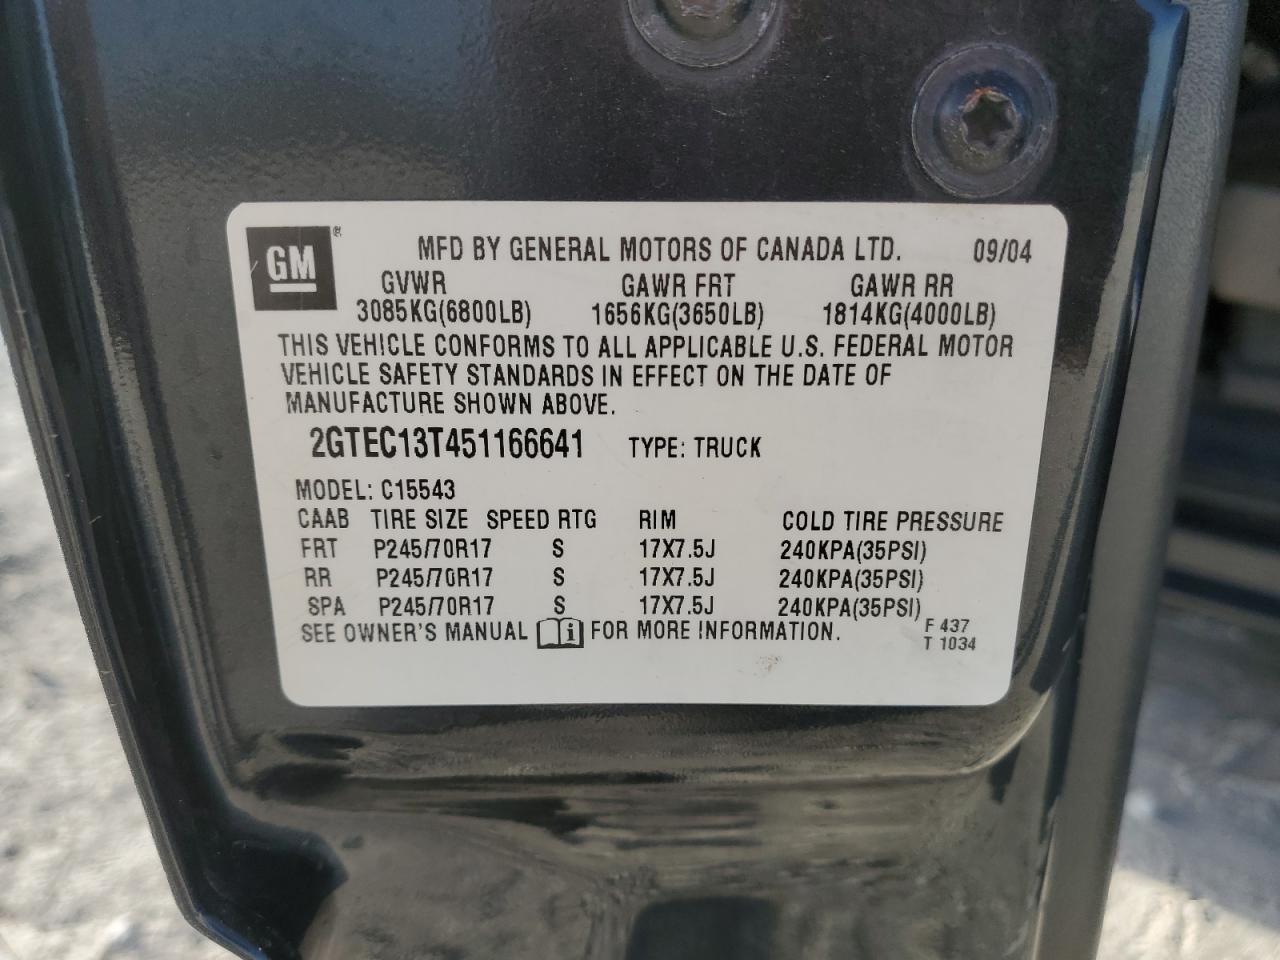 GM ®
MFD BY GENERAL MOTORS OF CANADA LTD. 09/04
GVWR GAWR FRT GAWR RR
3085KG(6800LB) 1656KG(3650LB) 1814KG(4000LB)
THIS VEHICLE CONFORMS TO ALL APPLICABLE U.S. FEDERAL MOTOR
VEHICLE SAFETY STANDARDS IN EFFECT ON THE DATE OF
MANUFACTURE SHOWN ABOVE.
2GTEC13T451166641 TYPE: TRUCK
MODEL: C15543
CAAB TIRE SIZE SPEED RTG RIM COLD TIRE PRESSURE
FRT P245/70R17 S 17X7.5J 240KPA(35PSI)
RR P245/70R17 S 17X7.5J 240KPA(35PSI)
SPA P245/70R17 S 17X7.5J 240KPA(35PSI)
SEE OWNER'S MANUAL i FOR MORE INFORMATION. F 437
T 1034